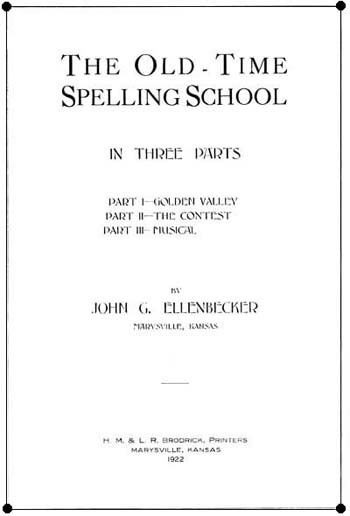 THE OLD-TIME
SPELLING SCHOOL
IN THREE PARTS
PART I—GOLDEN VALLEY
PART II—THE CONTEST
PART III—MUSICAL
BY
JOHN G. ELLENBECKER
MARYSVILLE, KANSAS
H. M. & L. R. BRODRICK, PRINTERS
MARYSVILLE, KANSAS
1922